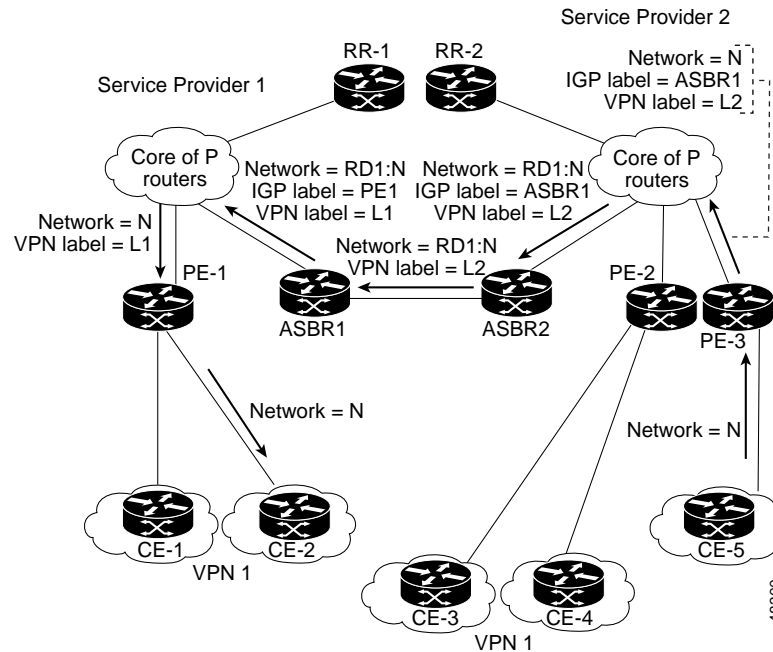 Service Provider 2
RR-1
RR-2
Service Provider 1
Network = N
IGP label = ASBR1
VPN label = L2
Core of P
routers
Network = RD1:N
IGP label = PE1
VPN label = L1
Network = RD1:N
IGP label = ASBR1
VPN label = L2
Core of P
routers
Network = N
VPN label = L1
Network = RD1:N
VPN label = L2
PE-1
PE-2
ASBR1
ASBR2
PE-3
Network = N
Network = N
CE-1
CE-2
CE-5
VPN 1
CE-3
CE-4
VPN 1